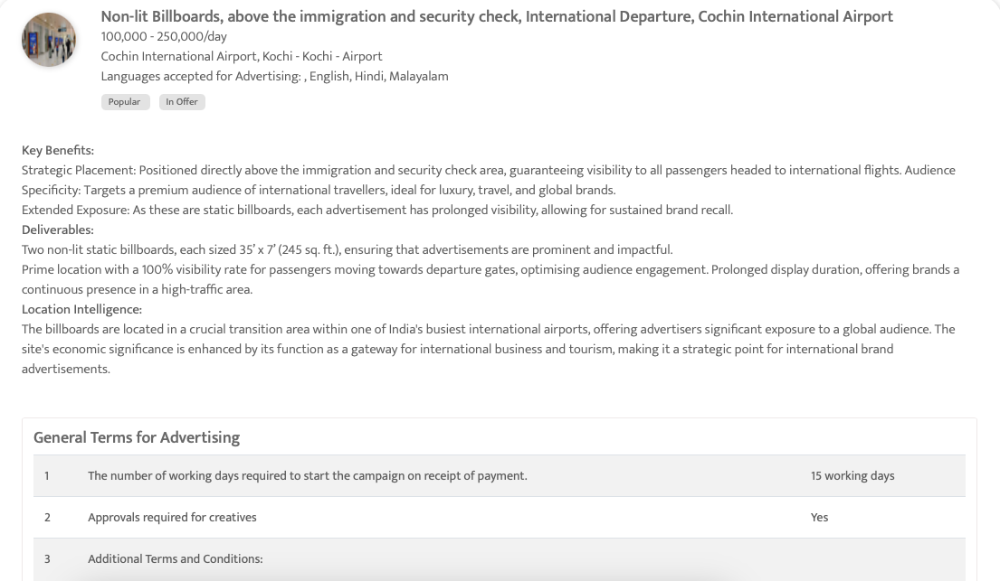 Non-lit Billboards, above the immigration and security check, International Departure, Cochin International Airport
100,000 - 250,000/day
Cochin International Airport, Kochi - Kochi - Airport
Languages accepted for Advertising: , English, Hindi, Malayalam
Popular In Offer
Key Benefits:
Strategic Placement: Positioned directly above the immigration and security check area, guaranteeing visibility to all passengers headed to international flights. Audience
Specificity: Targets a premium audience of international travellers, ideal for luxury, travel, and global brands.
Extended Exposure: As these are static billboards, each advertisement has prolonged visibility, allowing for sustained brand recall.
Deliverables:
Two non-lit static billboards, each sized 35’ x 7’ (245 sq. ft.), ensuring that advertisements are prominent and impactful.
Prime location with a 100% visibility rate for passengers moving towards departure gates, optimising audience engagement. Prolonged display duration, offering brands a
continuous presence in a high-traffic area.
Location Intelligence:
The billboards are located in a crucial transition area within one of India's busiest international airports, offering advertisers significant exposure to a global audience. The
site's economic significance is enhanced by its function as a gateway for international business and tourism, making it a strategic point for international brand
advertisements.
General Terms for Advertising
1 The number of working days required to start the campaign on receipt of payment. 15 working days
2 Approvals required for creatives Yes
3 Additional Terms and Conditions: